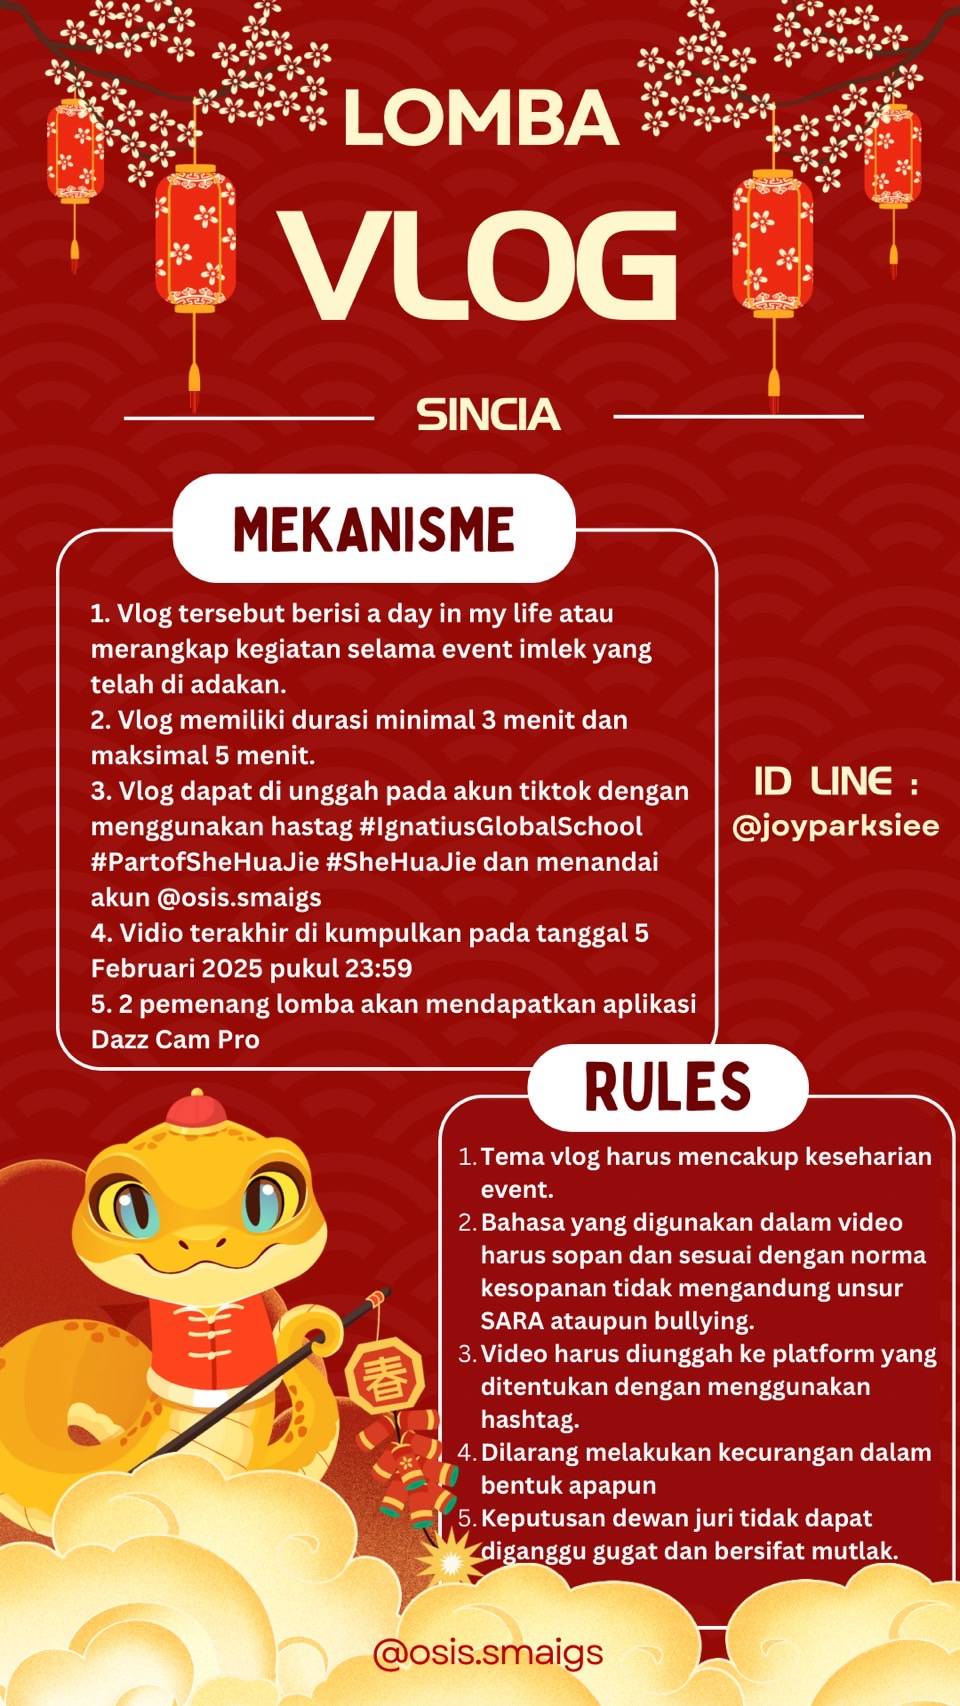 LOMBA
VLOG
SINCIA
MEKANISME
1. Vlog tersebut berisi a day in my life atau
merangkap kegiatan selama event imlek yang
telah di adakan.
2. Vlog memiliki durasi minimal 3 menit dan
maksimal 5 menit.
3. Vlog dapat di unggah pada akun tiktok dengan
menggunakan hastag #IgnatiusGlobalSchool
#PartofSheHuaJie #SheHuaJie dan menandai
akun @osis.smaigs
4. Vidio terakhir di kumpulkan pada tanggal 5
Februari 2025 pukul 23:59
5. 2 pemenang lomba akan mendapatkan aplikasi
Dazz Cam Pro
ID LINE :
@joyparksiee
RULES
1. Tema vlog harus mencakup keseharian
event.
2. Bahasa yang digunakan dalam video
harus sopan dan sesuai dengan norma
kesopanan tidak mengandung unsur
SARA ataupun bullying.
3. Video harus diunggah ke platform yang
ditentukan dengan menggunakan
hashtag.
4. Dilarang melakukan kecurangan dalam
bentuk apapun
5. Keputusan dewan juri tidak dapat
diganggu gugat dan bersifat mutlak.
春
@osis.smaigs